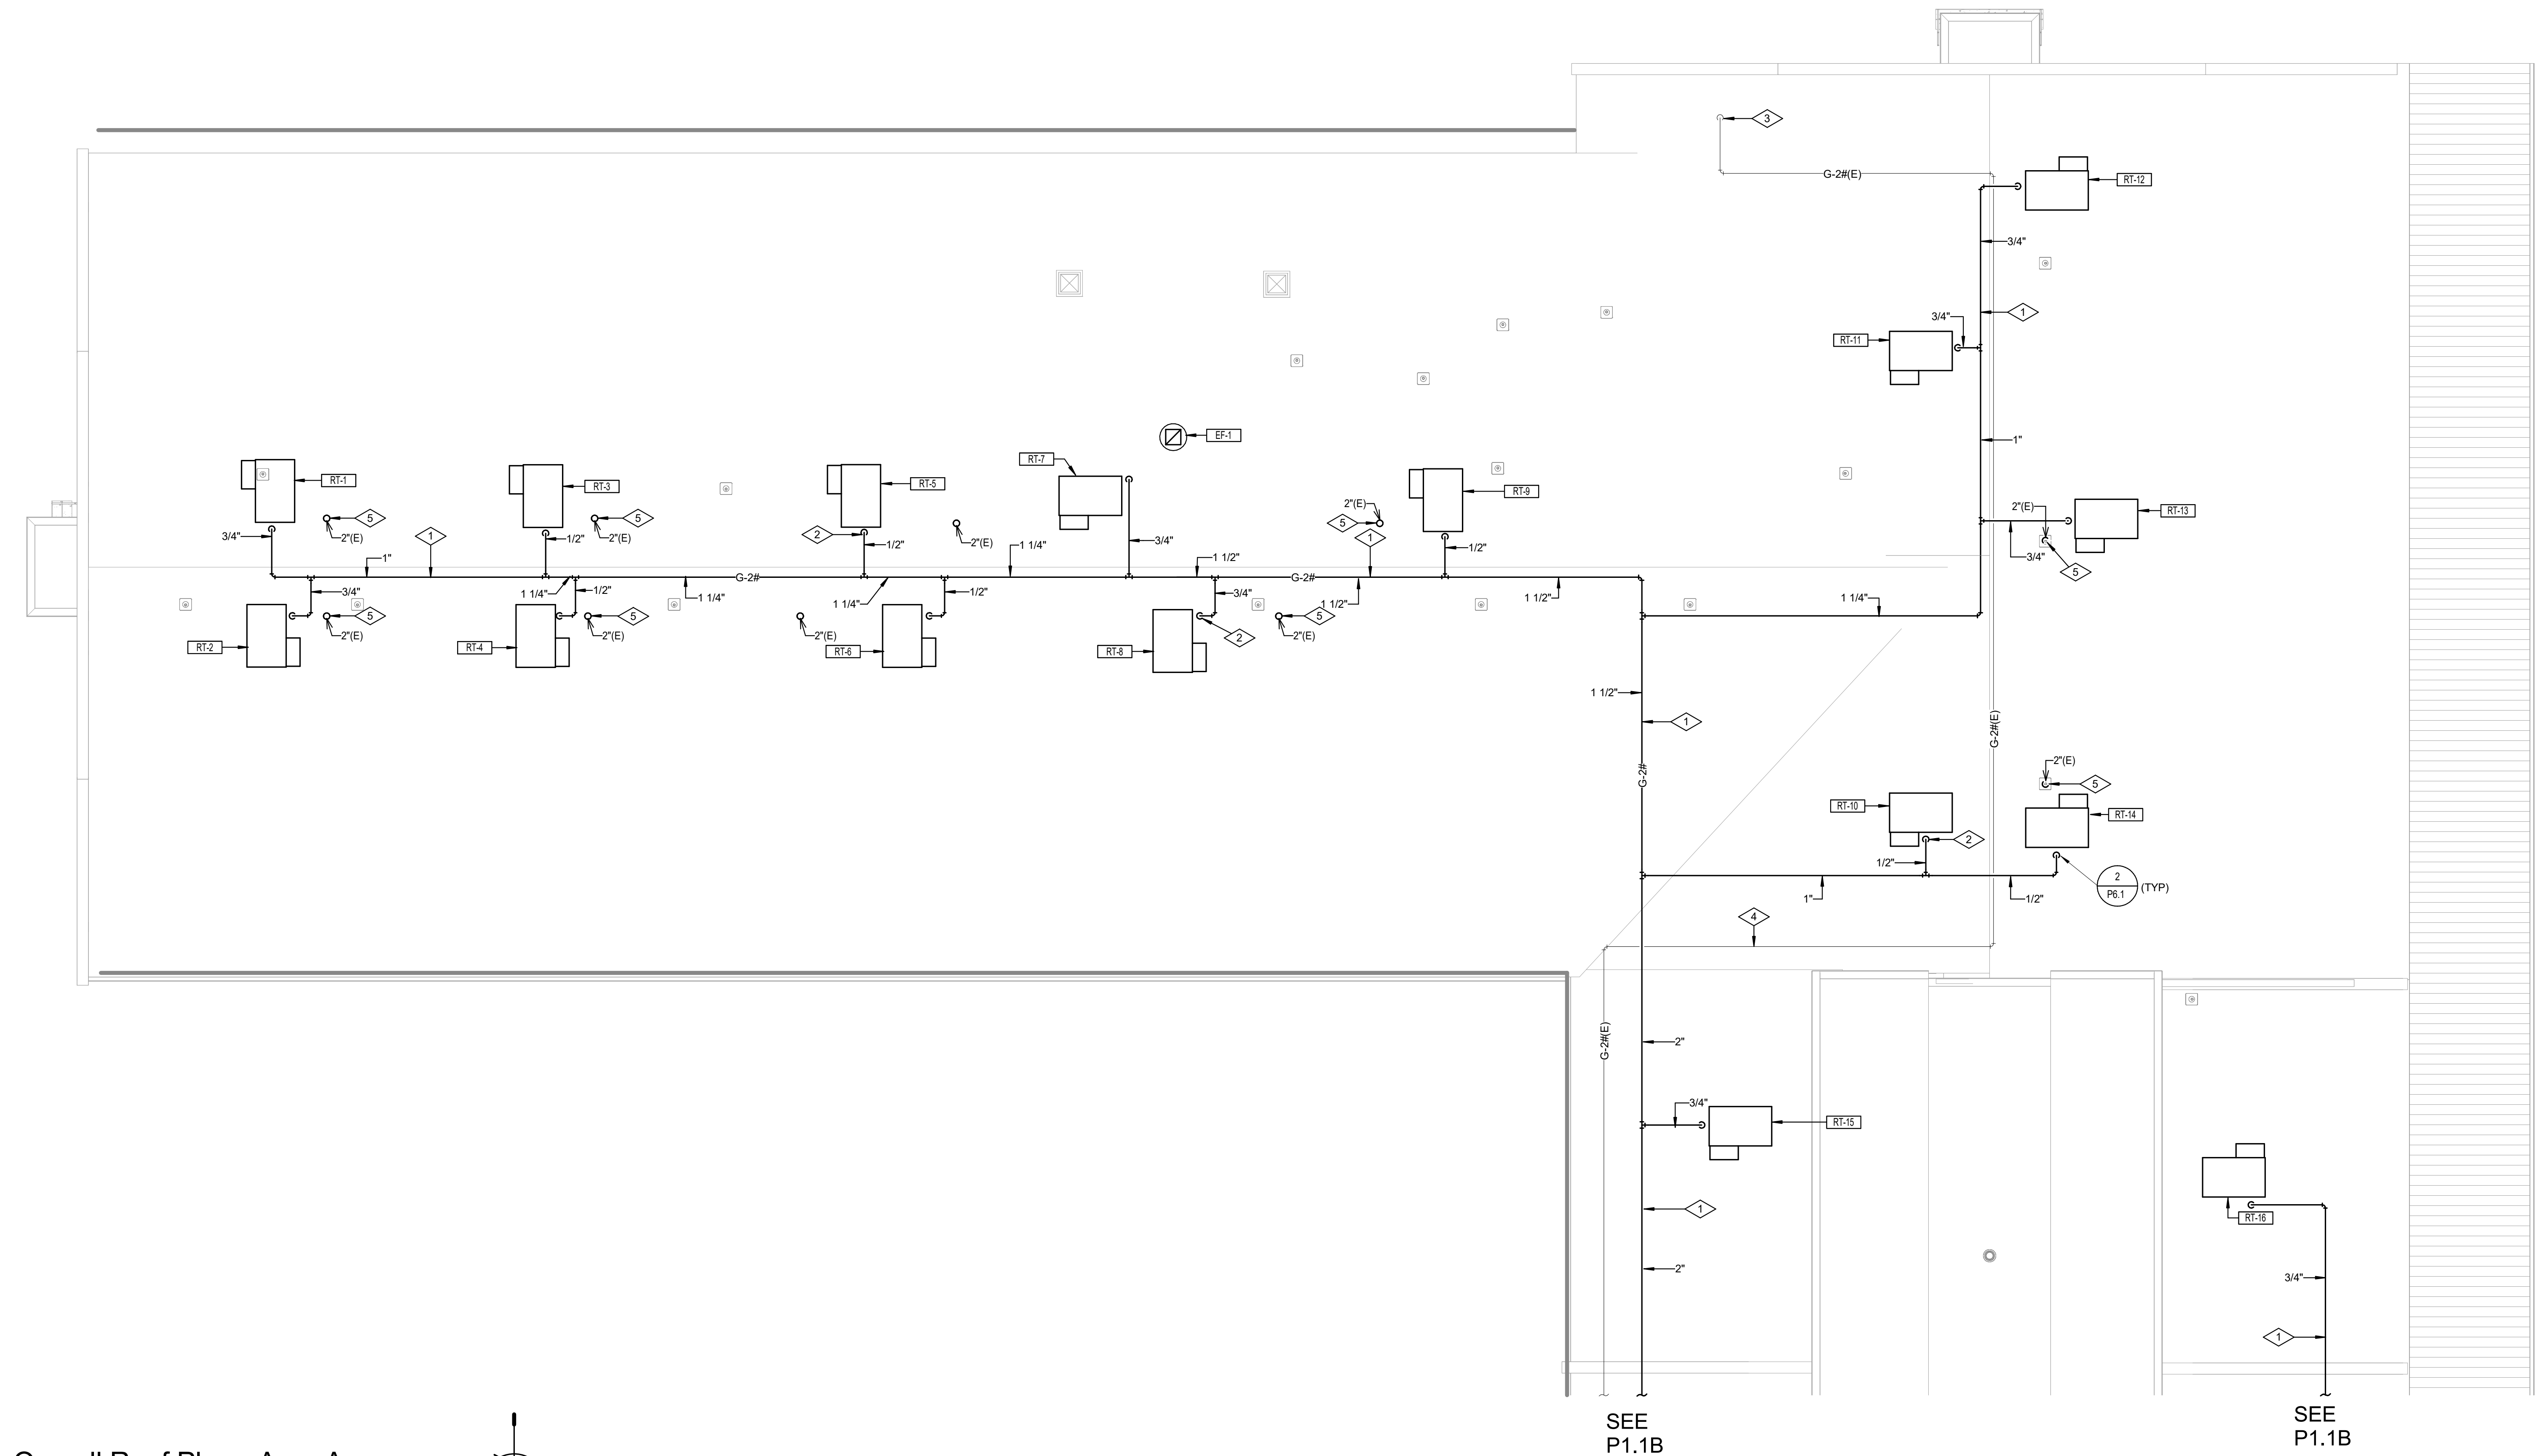 3
G-2#(E)
RT-12
3/4"
1
3/4"
RT-11
1"
EF-1
RT-7
RT-1
RT-3
RT-5
RT-9
2"(E)
RT-13
2"(E)
5
5
5
2
3/4"
1
2"(E)
2"(E)
1/2"
1/2"
2"(E)
1 1/4"
3/4"
1 1/2"
1
1/2"
3/4"
5
1"
G-2#
G-2#
3/4"
1 1/4"
1/2"
1 1/4"
1 1/4"
1/2"
3/4"
1 1/2"
1 1/2"
1 1/4"
5
5
5
2"(E)
2"(E)
2"(E)
2"(E)
2
RT-2
RT-4
RT-6
RT-8
1 1/2"
1
G-2#(E)
G-2#
2"(E)
5
RT-10
RT-14
2
1/2"
2
P6.1
(TYP)
1"
1/2"
4
G-2#(E)
2"
3/4"
RT-15
1
RT-16
2"
3/4"
1
SEE
P1.1B
SEE
P1.1B